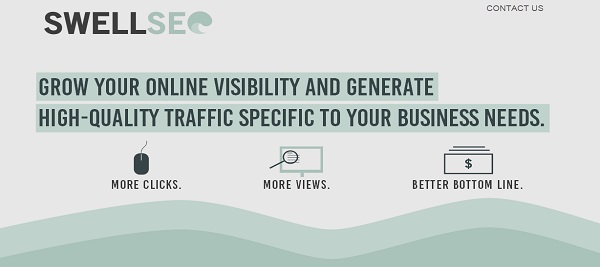 SWELLSEO
CONTACT US
GROW YOUR ONLINE VISIBILITY AND GENERATE
HIGH-QUALITY TRAFFIC SPECIFIC TO YOUR BUSINESS NEEDS.
$
MORE CLICKS.
MORE VIEWS.
BETTER BOTTOM LINE.